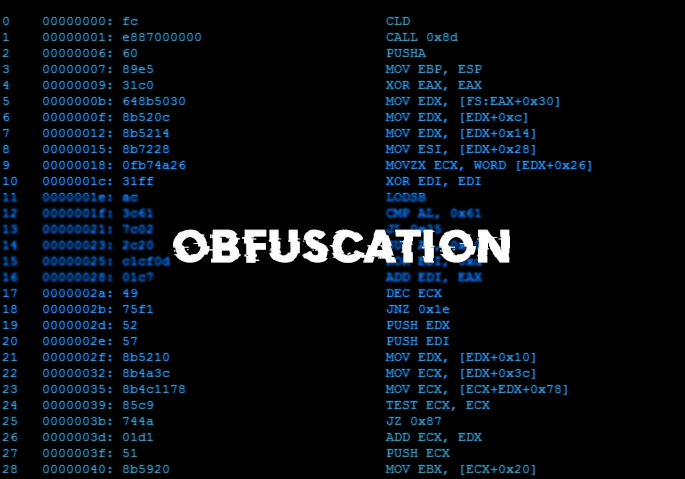 0 00000000: fc CLD
1 00000001: e887000000 CALL 0x8d
2 00000006: 60 PUSHA
3 00000007: 89e5 MOV EBP, ESP
4 00000009: 31c0 XOR EAX, EAX
5 0000000b: 648b5030 MOV EDX, [FS:EAX+0x30]
6 0000000f: 8b520c MOV EDX, [EDX+0xc]
7 00000012: 8b5214 MOV EDX, [EDX+0x14]
8 00000015: 8b7228 MOV ESI, [EDX+0x28]
9 00000018: 0fb74a26 MOVZX ECX, WORD [EDX+0x26]
10 0000001c: 31ff XOR EDI, EDI
11 0000001e: ac LODSB
12 0000001f: 3c61 CMP AL, 0x61
13 00000021: 7c02
14 00000023: 2c20
OBFUSCATION
15 00000025: c1cf0d
16 00000028: 01c7 ADD EDI, EAX
17 0000002a: 49 DEC ECX
18 0000002b: 75f1 JNZ 0x1e
19 0000002d: 52 PUSH EDX
20 0000002e: 57 PUSH EDI
21 0000002f: 8b5210 MOV EDX, [EDX+0x10]
22 00000032: 8b4a3c MOV ECX, [EDX+0x3c]
23 00000035: 8b4c1178 MOV ECX, [ECX+EDX+0x78]
24 00000039: 85c9 TEST ECX, ECX
25 0000003b: 744a JZ 0x87
26 0000003d: 01d1 ADD ECX, EDX
27 0000003f: 51 PUSH ECX
28 00000040: 8b5920 MOV EBX, [ECX+0x20]